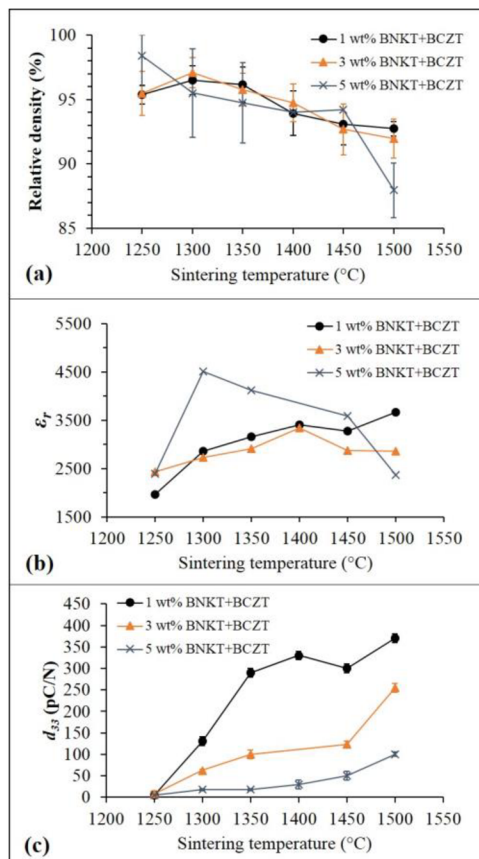 100
1 wt% BNKT+BCZT
3 wt% BNKT+BCZT
5 wt% BNKT+BCZT
95
90
85
Relative density (%)
1200 1250 1300 1350 1400 1450 1500 1550
Sintering temperature (°C)
(a)
5500
1 wt% BNKT+BCZT
3 wt% BNKT+BCZT
5 wt% BNKT+BCZT
4500
3500
2500
1500
εr
1200 1250 1300 1350 1400 1450 1500 1550
Sintering temperature (°C)
(b)
450
1 wt% BNKT+BCZT
400
350
3 wt% BNKT+BCZT
300
5 wt% BNKT+BCZT
250
200
150
100
50
0
d33 (pC/N)
1200 1250 1300 1350 1400 1450 1500 1550
Sintering temperature (°C)
(c)